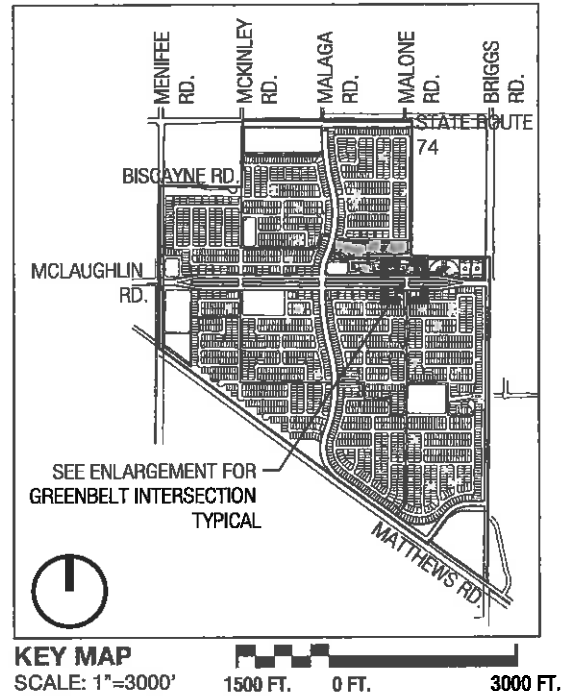 MENIFEE
RD.
MCKINLEY
RD.
MALAGA
RD.
MALONE
RD.
BRIGGS
RD.
STATE ROUTE
74
BISCAYNE RD.
MCLAUGHLIN
RD.
SEE ENLARGEMENT FOR
GREENBELT INTERSECTION
TYPICAL
MATTHEWS RD.
KEY MAP
SCALE: 1"=3000'
1500 FT. 0 FT. 3000 FT.